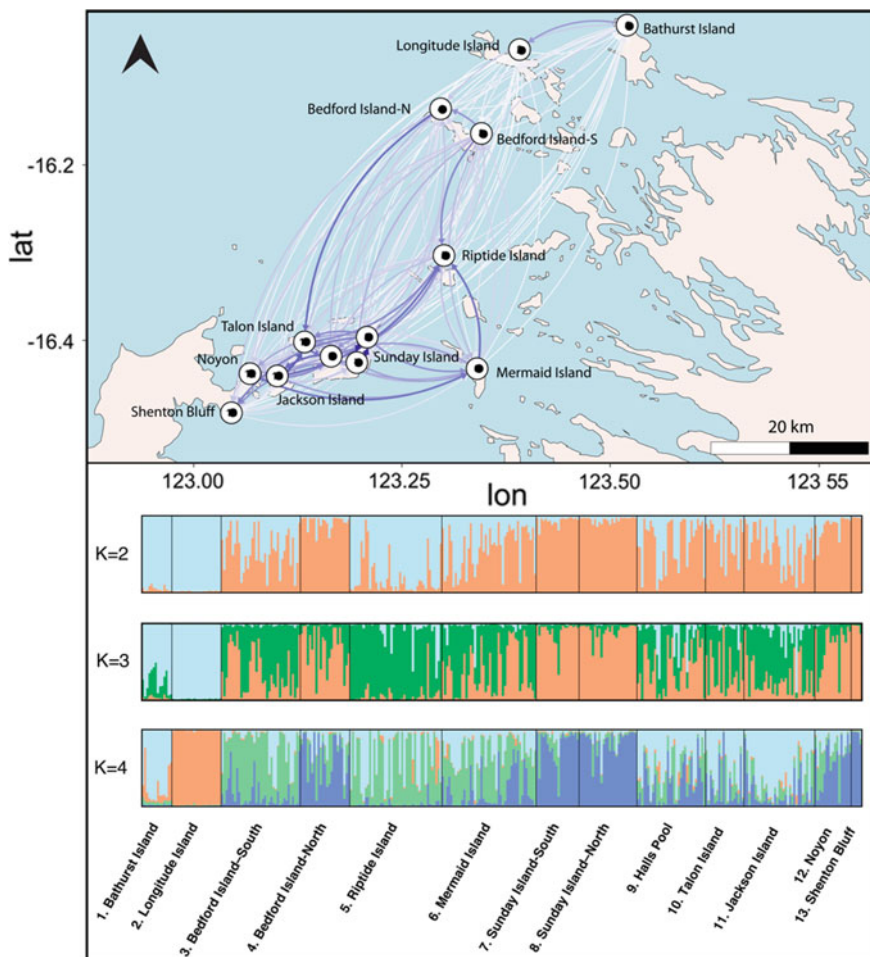 Longitude Island
Bathurst Island
Bedford Island-N
Bedford Island-S
-16.2
lat
Riptide Island
Talon Island
-16.4
Noyon
Sunday Island
Mermaid Island
Jackson Island
Shenton Bluff
20 km
123.00
123.25
123.50
123 55
lon
K=2
K=3
K=4
1. Bathurst Island
2. Longitude Island
3. Bedford Island–South
4. Bedford Island-North
5. Riptide Island
6. Mermaid Island
7. Sunday Island-South
8. Sunday Island–North
9. Halls Pool
10. Talon Island
11. Jackson Island
12. Noyon
13. Shenton Bluff